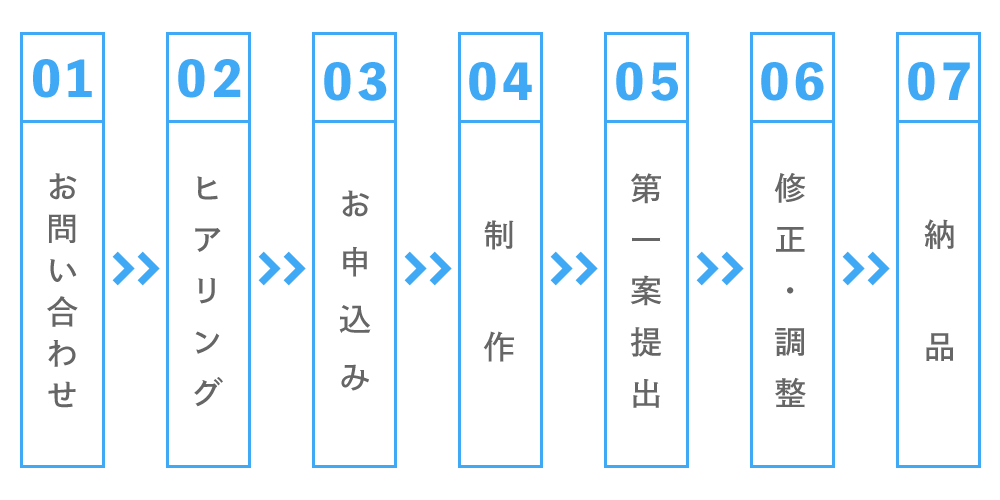 01
お問い合わせ
02
ヒアリング
03
お申込み
04
制作
05
第一案提出
06
修正・調整
07
納品